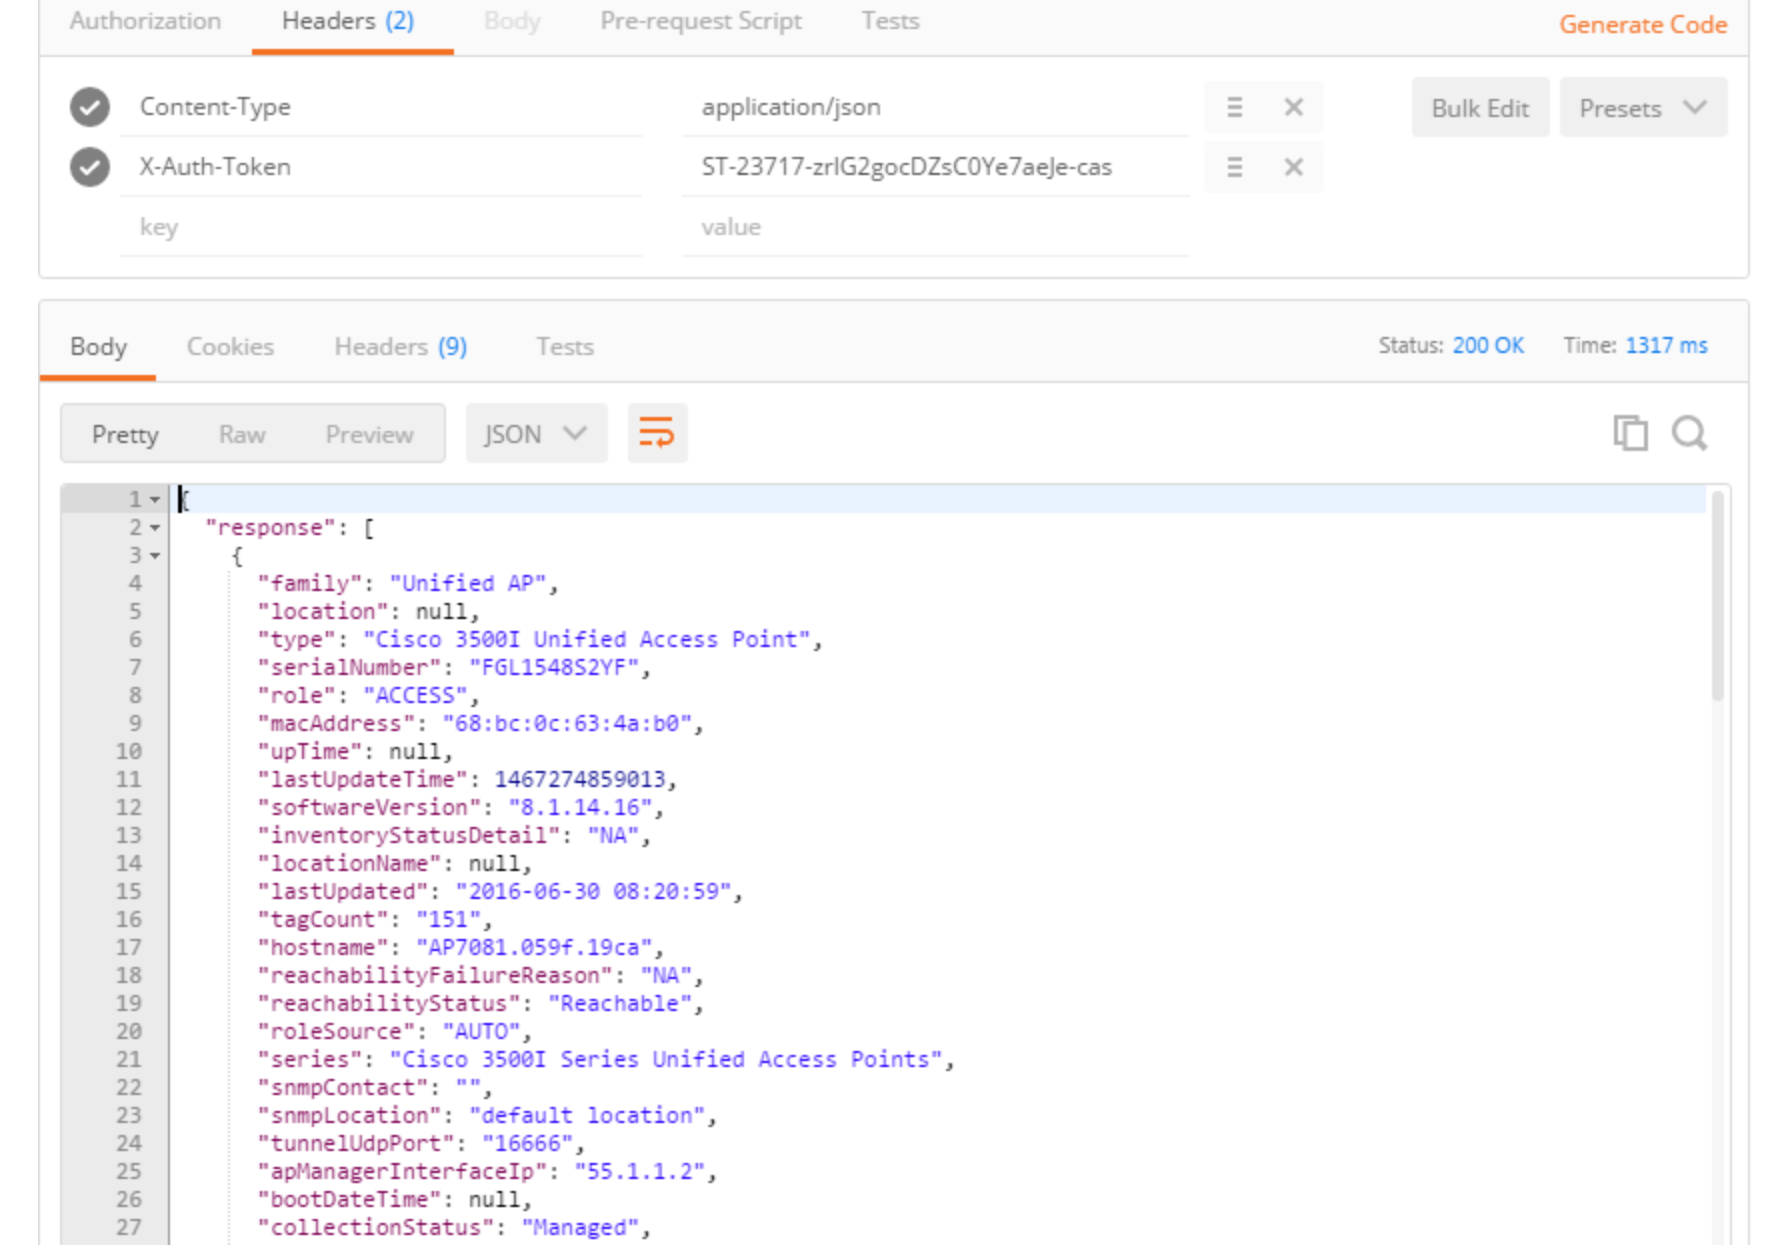 Authorization Headers (2) Body Pre-request Script Tests Generate Code
Content-Type application/json Bulk Edit Presets
X-Auth-Token ST-23717-zrlG2gocDZsC0Ye7aeJe-cas
key value
Body Cookies Headers (9) Tests Status: 200 OK Time: 1317 ms
Pretty Raw Preview JSON
1 {
2 "response": [
3 {
4 "family": "Unified AP",
5 "location": null,
6 "type": "Cisco 3500I Unified Access Point",
7 "serialNumber": "FGL1548S2YF",
8 "role": "ACCESS",
9 "macAddress": "68:bc:0c:63:4a:b0",
10 "upTime": null,
11 "lastUpdateTime": 1467274859013,
12 "softwareVersion": "8.1.14.16",
13 "inventoryStatusDetail": "NA",
14 "locationName": null,
15 "lastUpdated": "2016-06-30 08:20:59",
16 "tagCount": "151",
17 "hostname": "AP7081.059f.19ca",
18 "reachabilityFailureReason": "NA",
19 "reachabilityStatus": "Reachable",
20 "roleSource": "AUTO",
21 "series": "Cisco 3500I Series Unified Access Points",
22 "snmpContact": "",
23 "snmpLocation": "default location",
24 "tunnelUdpPort": "16666",
25 "apManagerInterfaceIp": "55.1.1.2",
26 "bootDateTime": null,
27 "collectionStatus": "Managed",